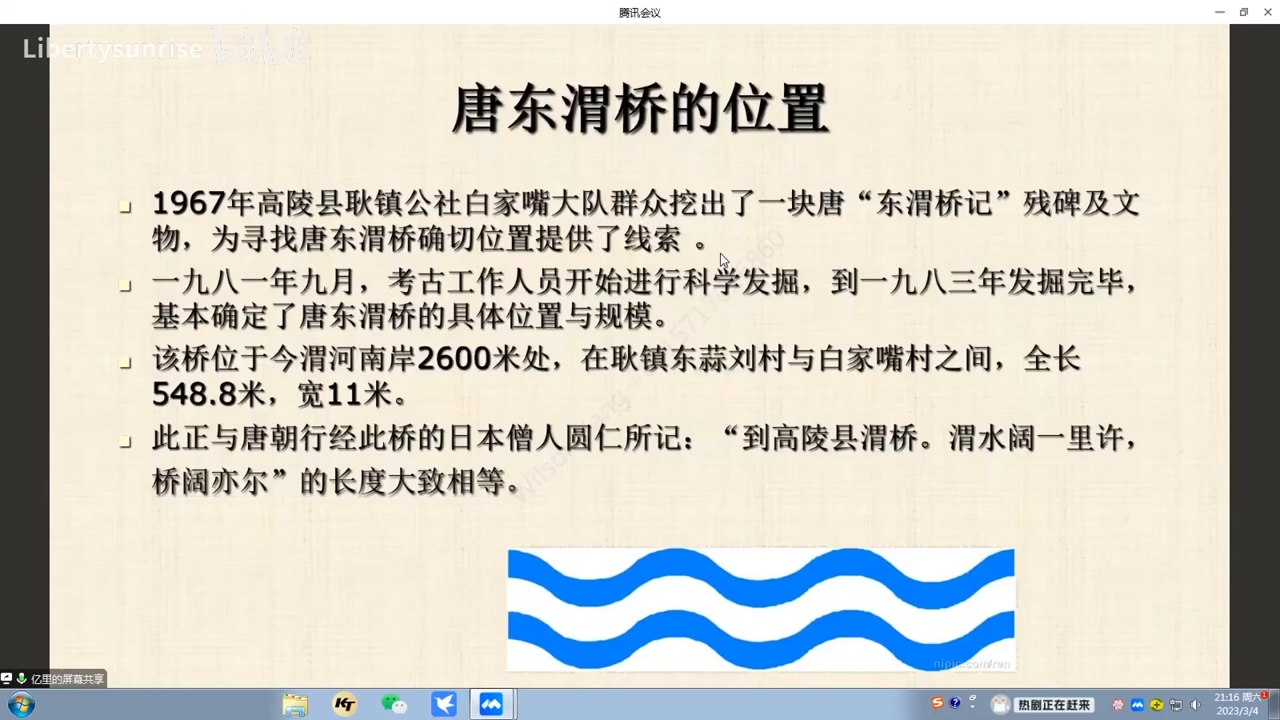 腾讯会议
Libertysunrise
唐东渭桥的位置
1967年高陵县耿镇公社白家嘴大队群众挖出了一块唐“东渭桥记”残碑及文
物，为寻找唐东渭桥确切位置提供了线索 。
一九八一年九月，考古工作人员开始进行科学发掘，到一九八三年发掘完毕，
基本确定了唐东渭桥的具体位置与规模。
该桥位于今渭河南岸2600米处，在耿镇东蒜刘村与白家嘴村之间，全长
548.8米，宽11米。
此正与唐朝行经此桥的日本僧人圆仁所记：“到高陵县渭桥。渭水阔一里许，
桥阔亦尔”的长度大致相等。
亿里的屏幕共享
KT
热剧正在赶来
21:16 周六
2023/3/4